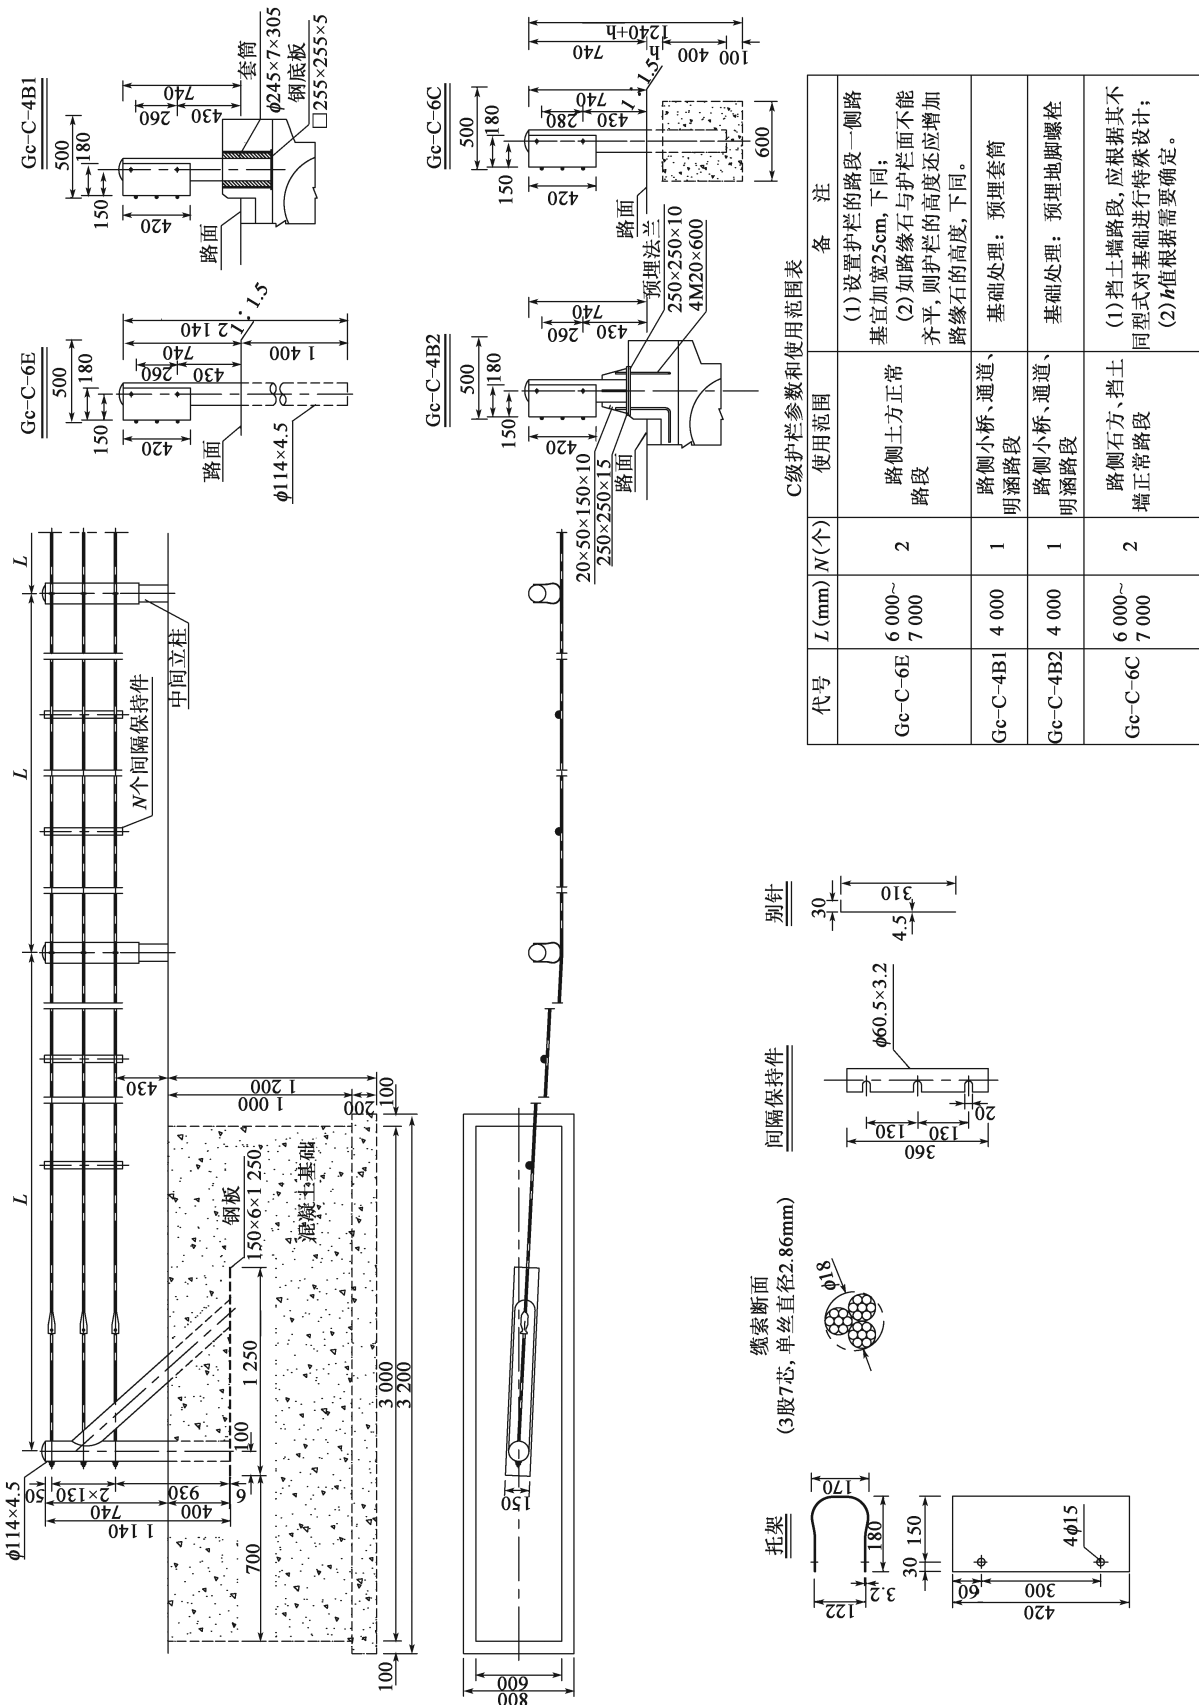 φ114×4.5
L
L
L
50
2×130
930
6
740
400
1 140
700
100
1 250
钢板
150×6×1 250
混凝土基础
430
1 000
200
1 200
100
3 000
3 200
100
N个间隔保持件
中间立柱
150
600
800
Gc-C-6E
500
180
150
420
260
430
740
2 140
1 400
1：1.5
路面
φ114×4.5
Gc-C-4B1
500
180
150
420
260
430
740
路面
套筒
φ245×7×305
钢底板
□255×255×5
Gc-C-4B2
500
180
150
420
260
430
740
20×50×150×10
250×250×15
路面
预埋法兰
250×250×10
4M20×600
Gc-C-6C
500
180
150
420
280
430
740
740
h
400
100
1240+h
1：1.5
路面
600
托架
170
122
180
3.2
30
150
4φ15
60
300
420
缆索断面
(3股7芯, 单丝直径2.86mm)
φ18
间隔保持件
φ60.5×3.2
130
130
360
20
别针
30
310
4.5
C级护栏参数和使用范围表
代号 L(mm) N(个) 使用范围 备 注
Gc-C-6E 6 000~7 000 2 路侧土方正常路段
(1)设置护栏的路段一侧路
基宜加宽25cm, 下同;
(2)如路缘石与护栏面不能
齐平, 则护栏的高度还应增加
路缘石的高度, 下同。
Gc-C-4B1 4 000 1 路侧小桥、通道、明涵路段 基础处理：预埋套筒
Gc-C-4B2 4 000 1 路侧小桥、通道、明涵路段 基础处理：预埋地脚螺栓
Gc-C-6C 6 000~7 000 2 路侧石方、挡土墙正常路段
(1)挡土墙路段, 应根据其不
同型式对基础进行特殊设计;
(2)h值根据需要确定。